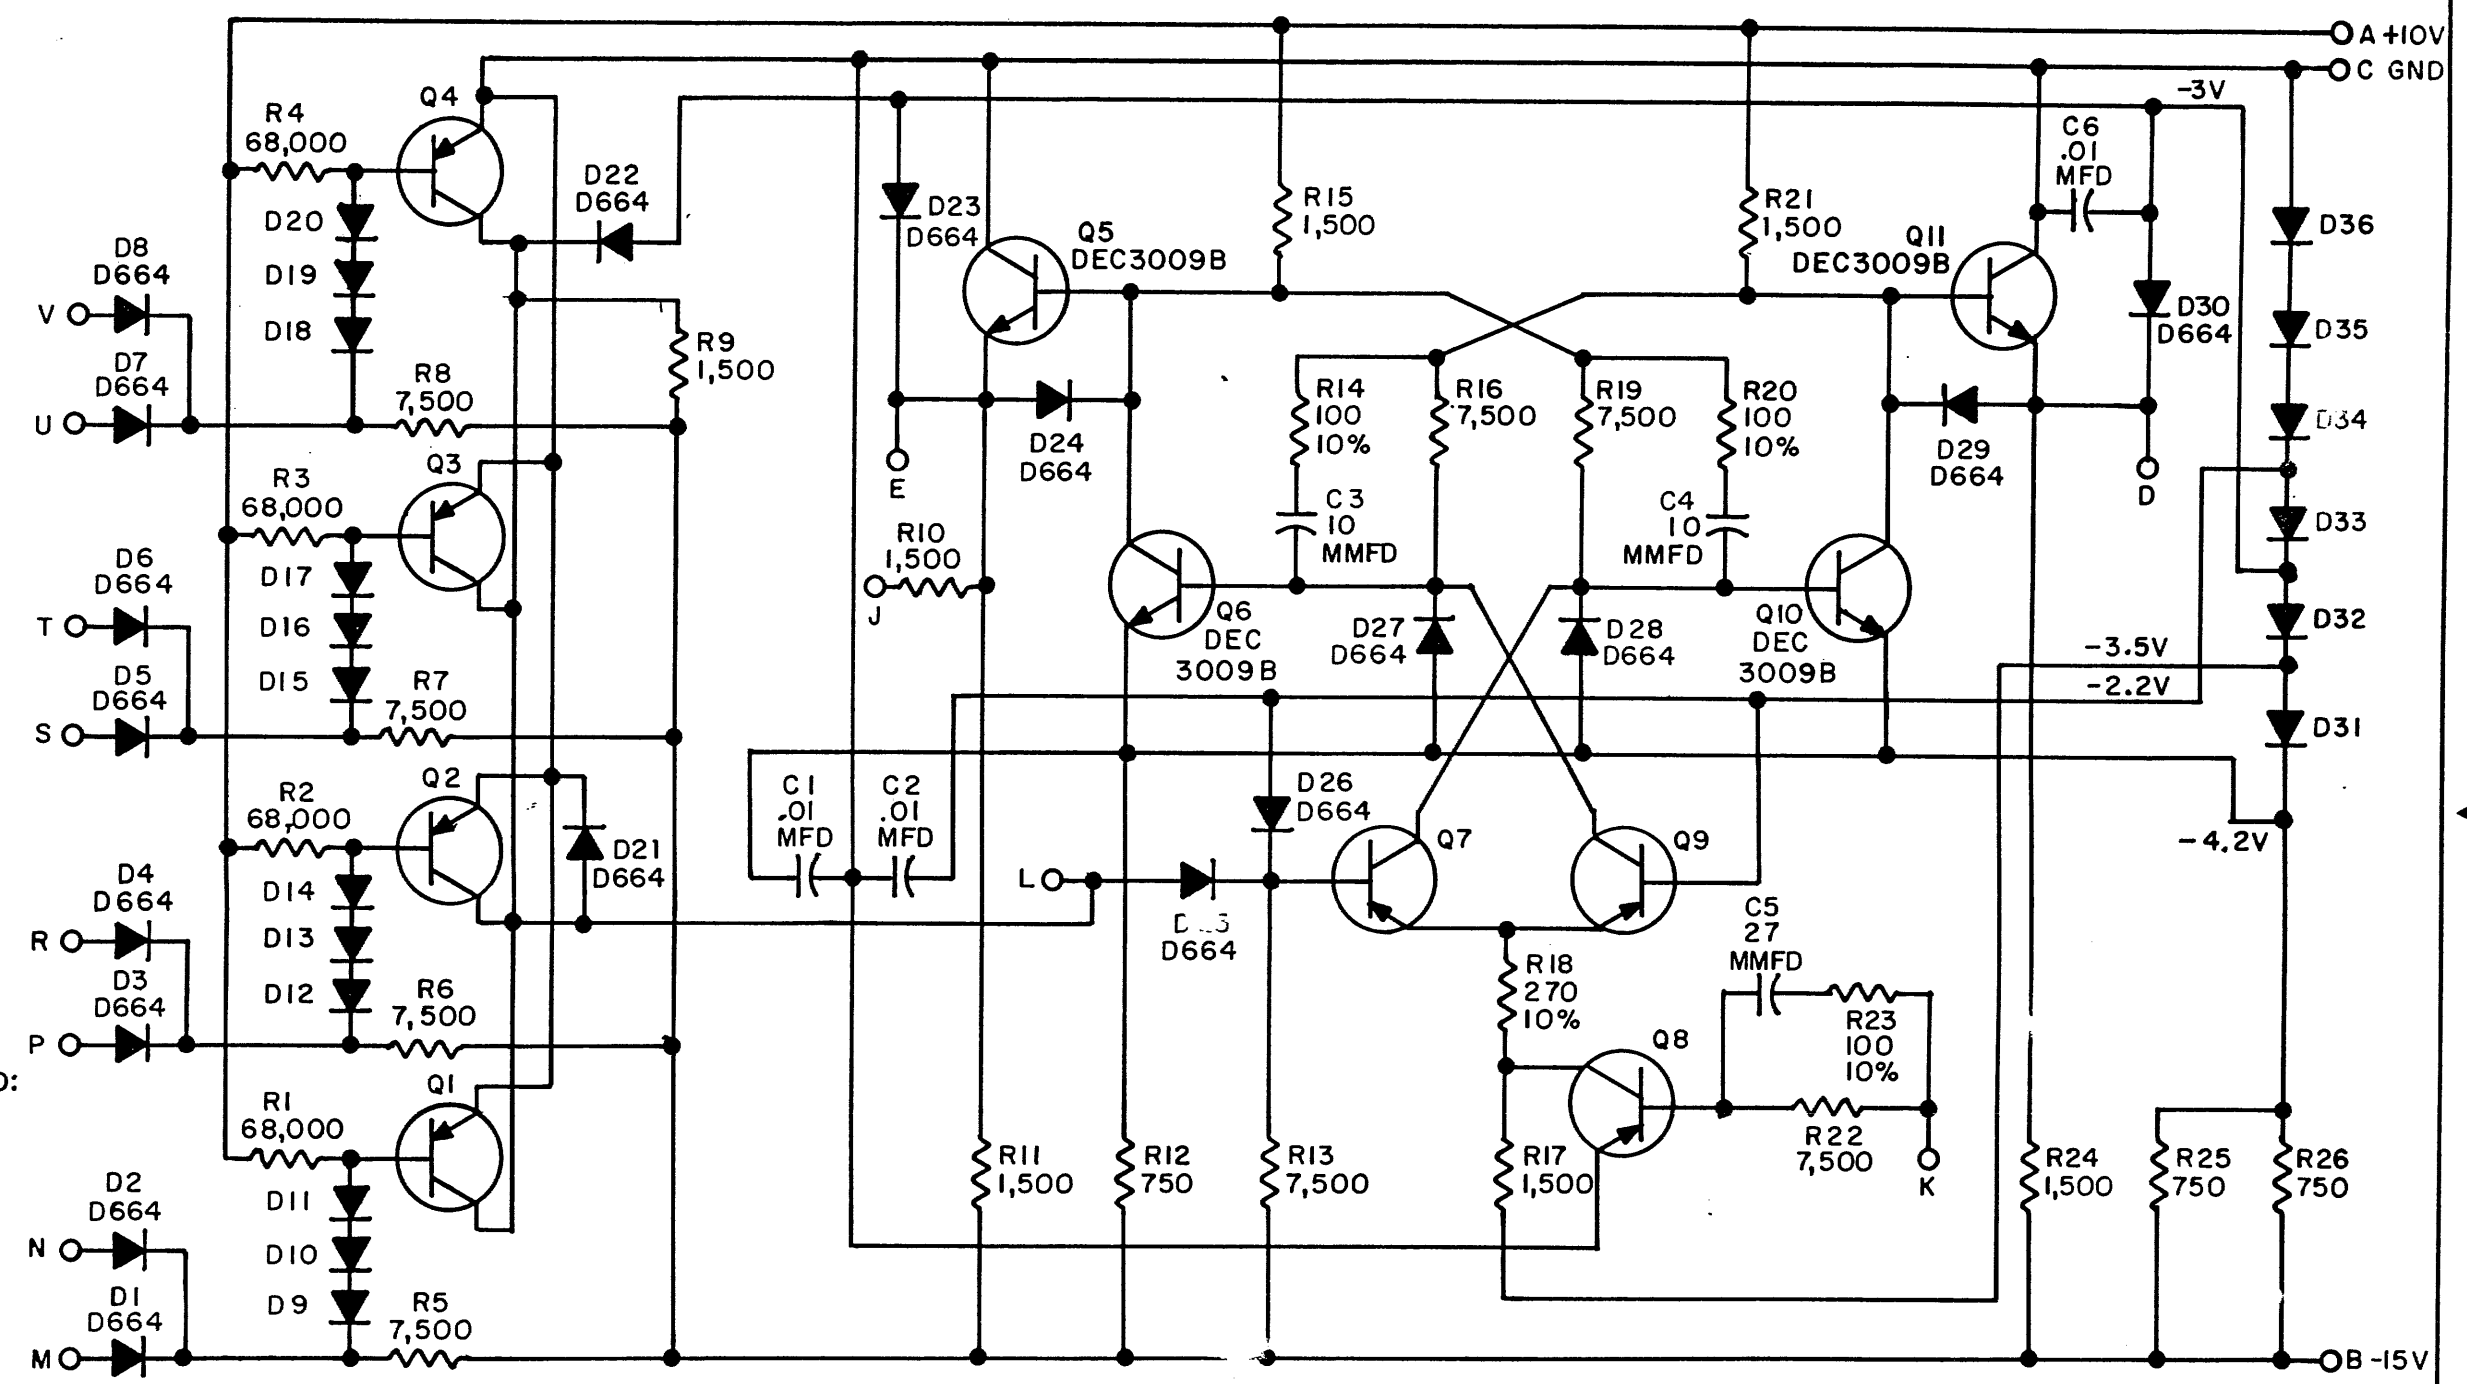 A +10V
C GND
-3V
R4
68,000
Q4
D20
D19
D18
D22
D664
D8
D664
V
D7
D664
U
R8
7,500
R9
1,500
R3
68,000
Q3
D17
D16
D15
D6
D664
T
D5
D664
S
R7
7,500
R2
68,000
Q2
D14
D13
D12
D21
D664
D4
D664
R
D3
D664
P
R6
7,500
D:
R1
68,000
Q1
D11
D10
D9
D2
D664
N
D1
D664
M
R5
7,500
D23
D664
E
Q5
DEC3009B
D24
D664
R10
1,500
J
R15
1,500
R21
1,500
Q11
DEC3009B
C6
.01
MFD
D30
D664
D29
D664
D
R14
100
10%
R16
7,500
R19
7,500
R20
100
10%
C3
10
MMFD
C4
10
MMFD
Q6
DEC
3009B
D27
D664
D28
D664
Q10
DEC
3009B
D36
D35
D34
D33
D32
D31
-3.5V
-2.2V
-4.2V
C1
.01
MFD
C2
.01
MFD
D26
D664
L
D664
Q7
Q9
R18
270
10%
C5
27
MMFD
R23
100
10%
Q8
R22
7,500
K
R11
1,500
R12
750
R13
7,500
R17
1,500
R24
1,500
R25
750
R26
750
B -15V